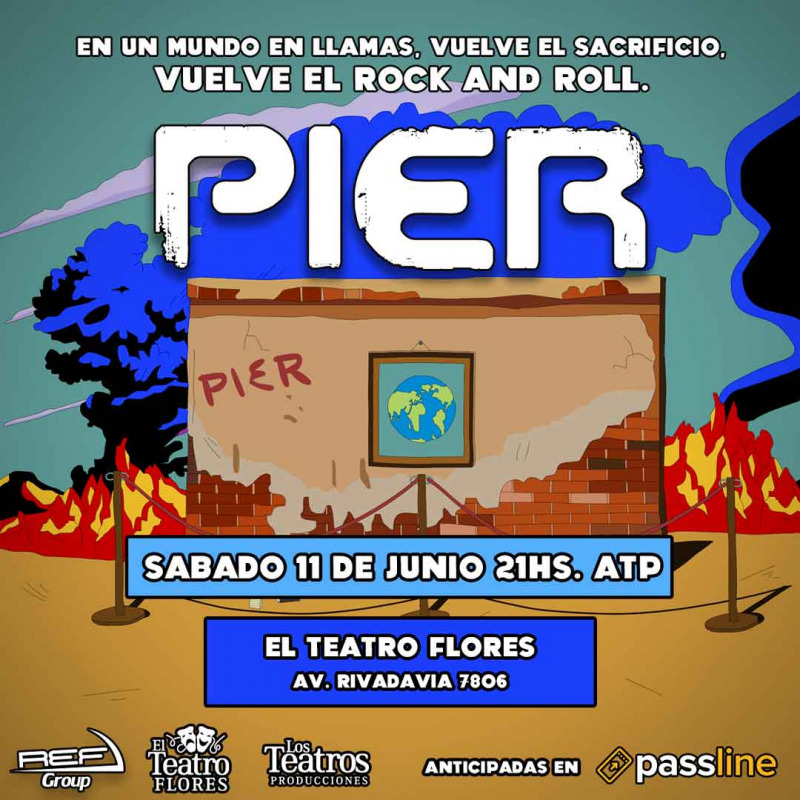 EN UN MUNDO EN LLAMAS, VUELVE EL SACRIFICIO,
VUELVE EL ROCK AND ROLL.
PIER
PIER
SABADO 11 DE JUNIO 21HS. ATP
EL TEATRO FLORES
AV. RIVADAVIA 7806
REF
Group
El
Teatro
FLORES
Los
Teatros
PRODUCCIONES
ANTICIPADAS EN passline